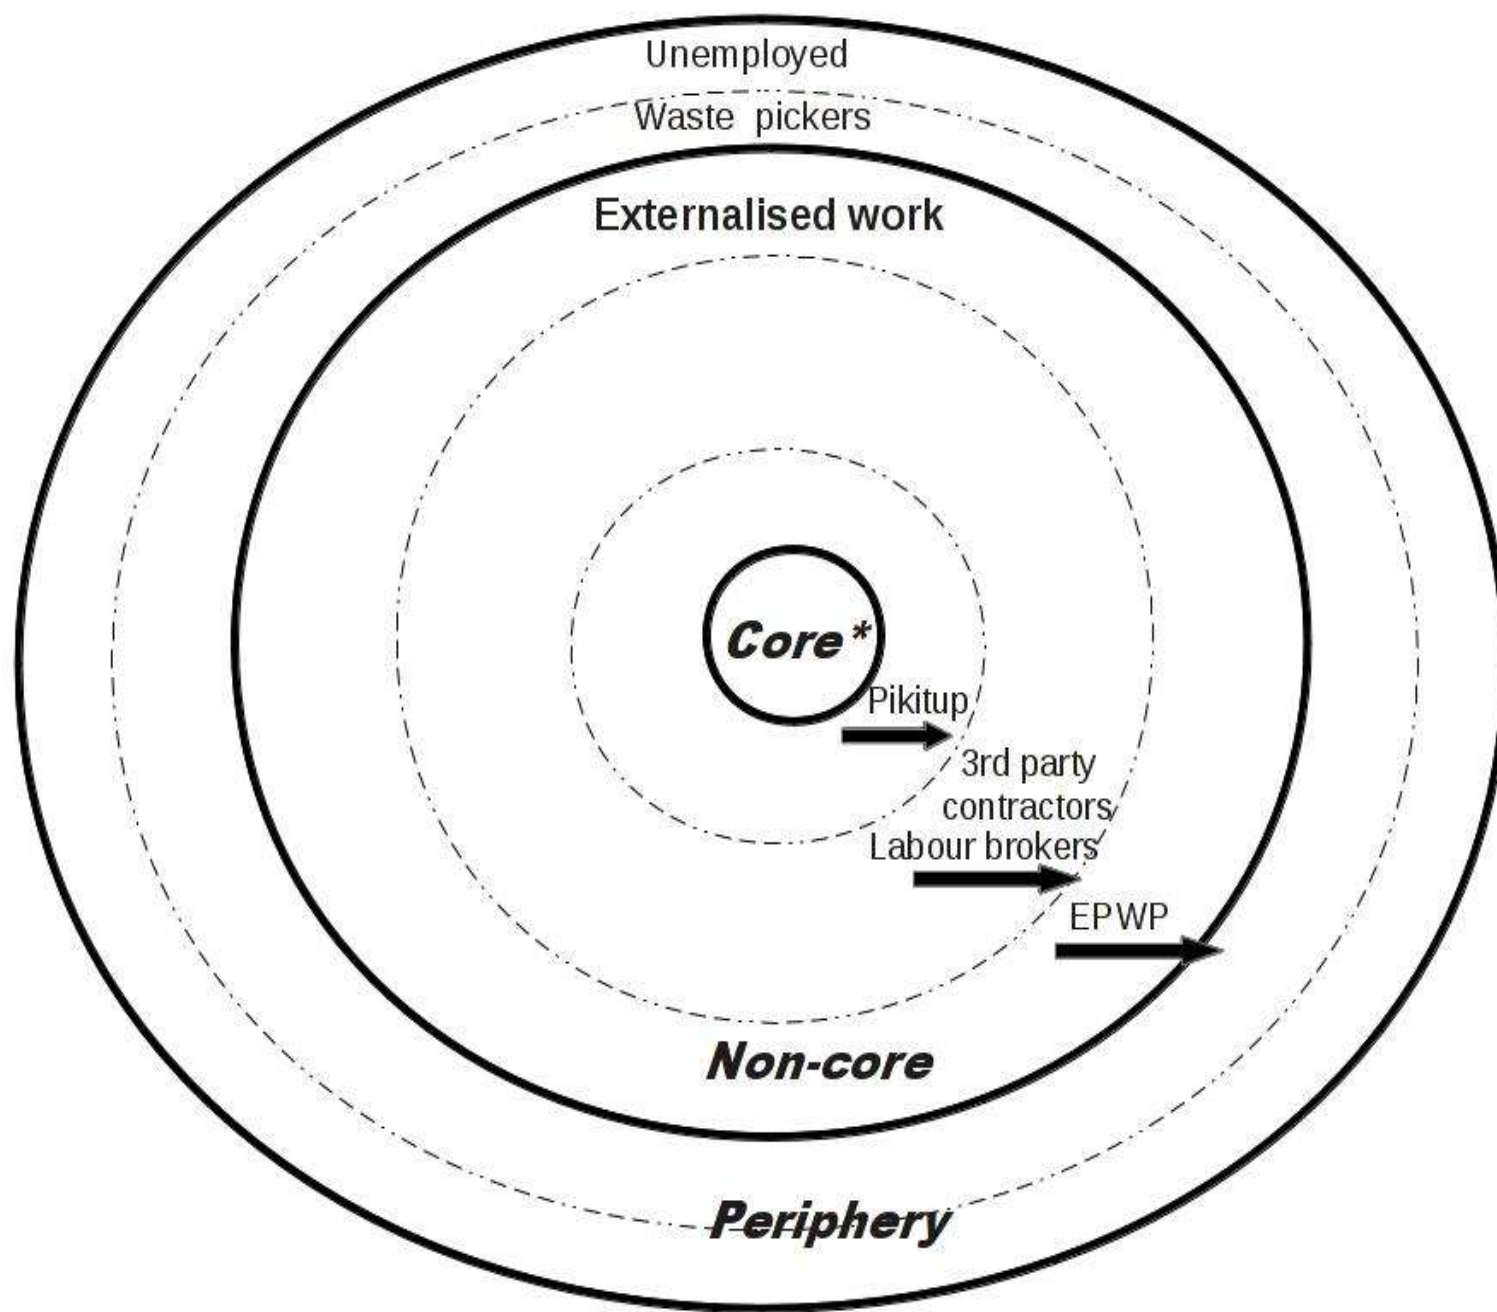 Unemployed
Waste pickers
Externalised work
Core*
Pikitup
3rd party
contractors
Labour brokers
EPWP
Non-core
Periphery